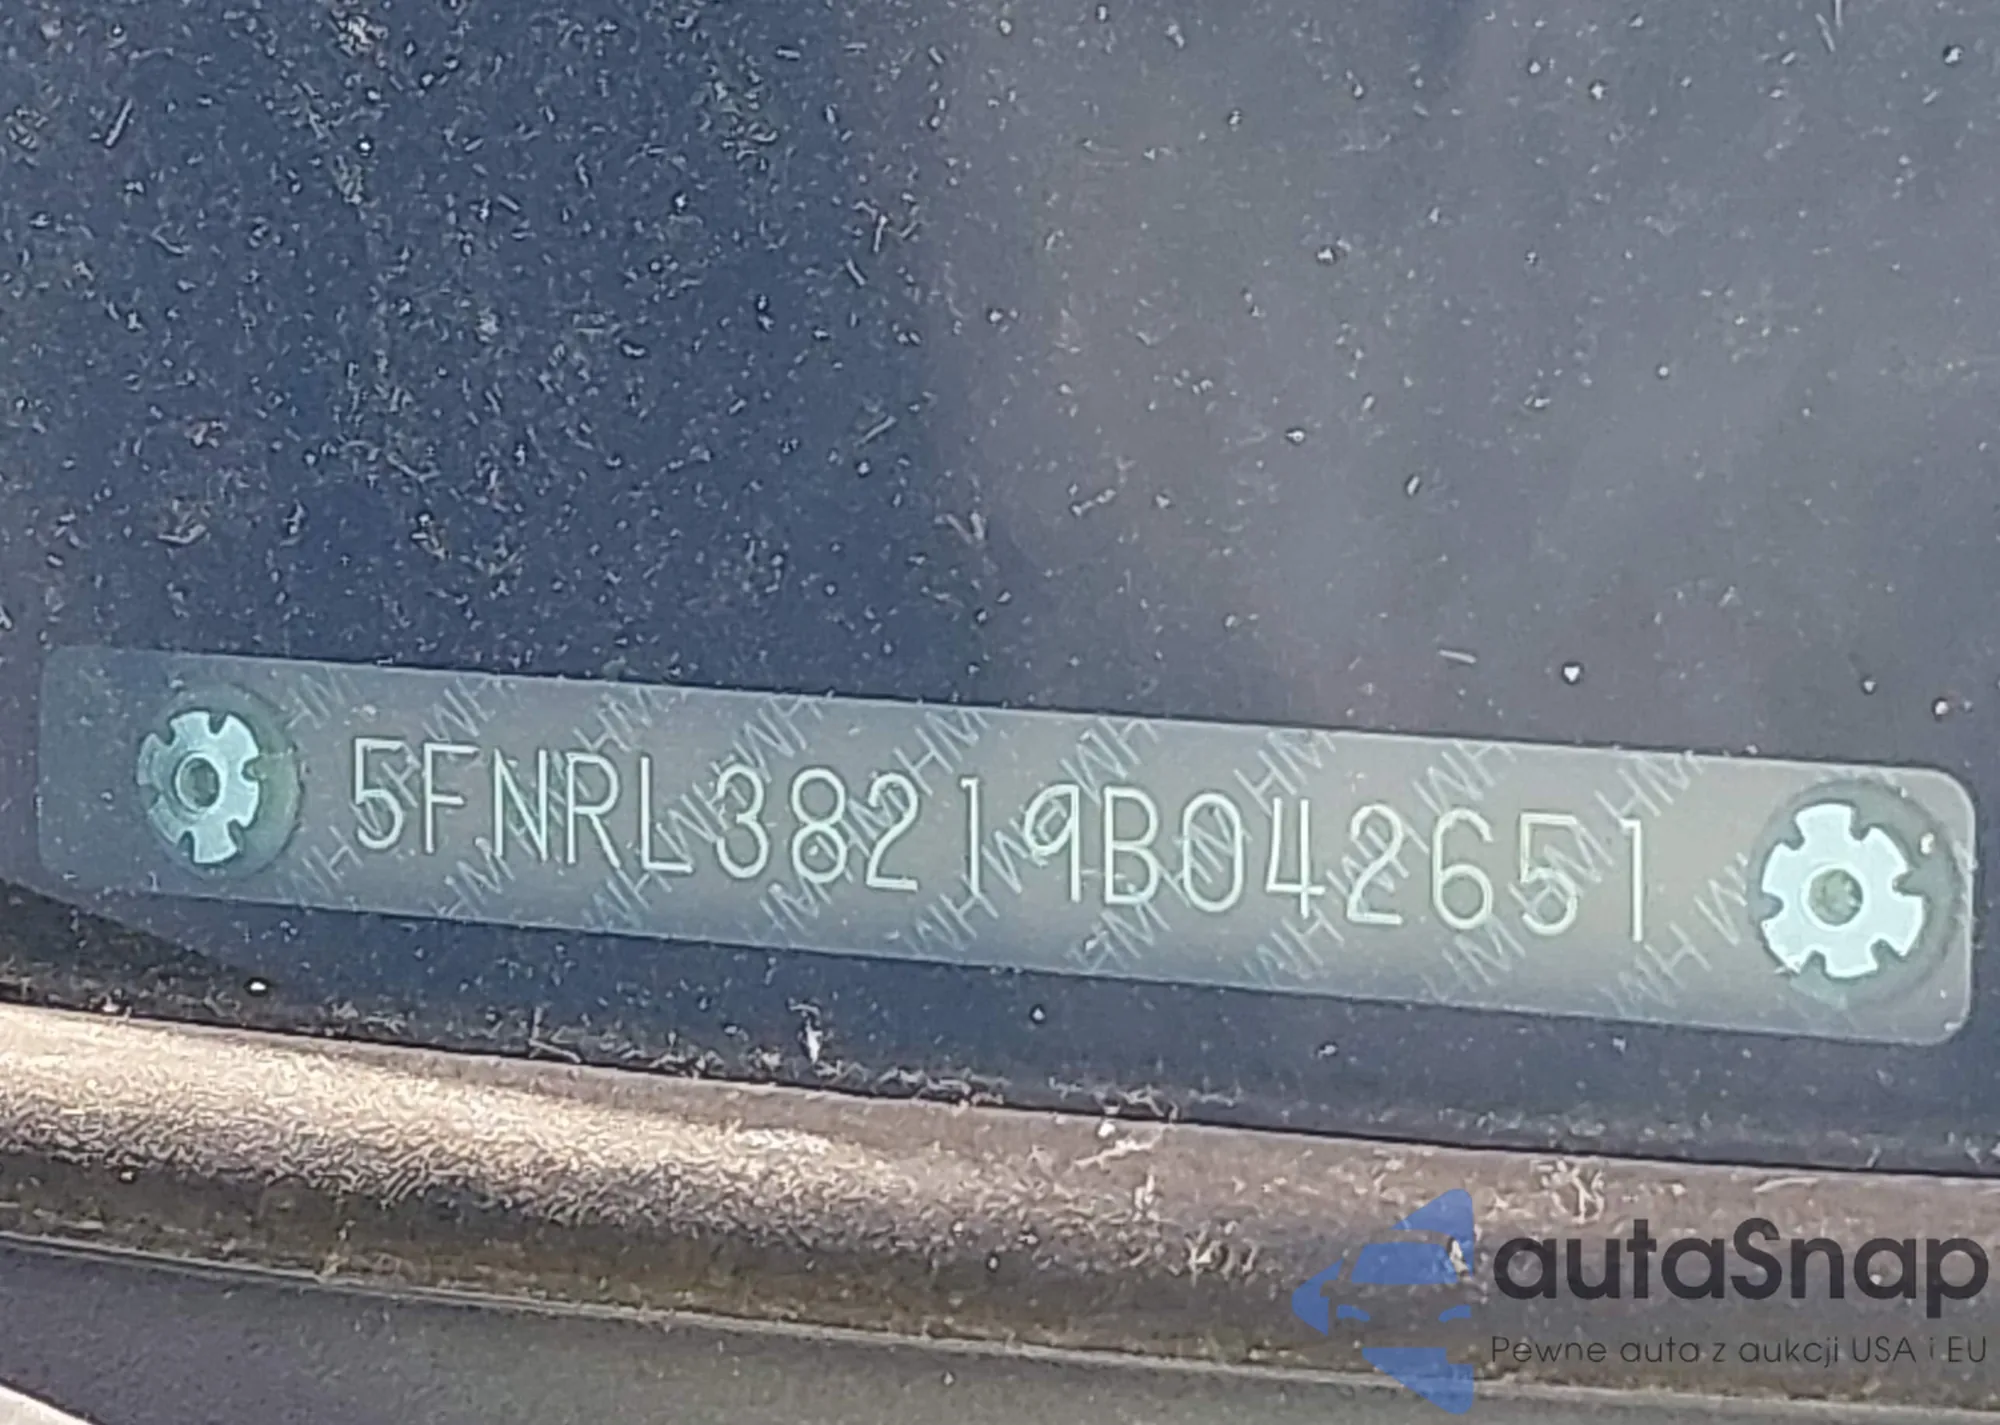 5FNRL38219B042651
autaSnap
Pewne auta z aukcji USA i EU